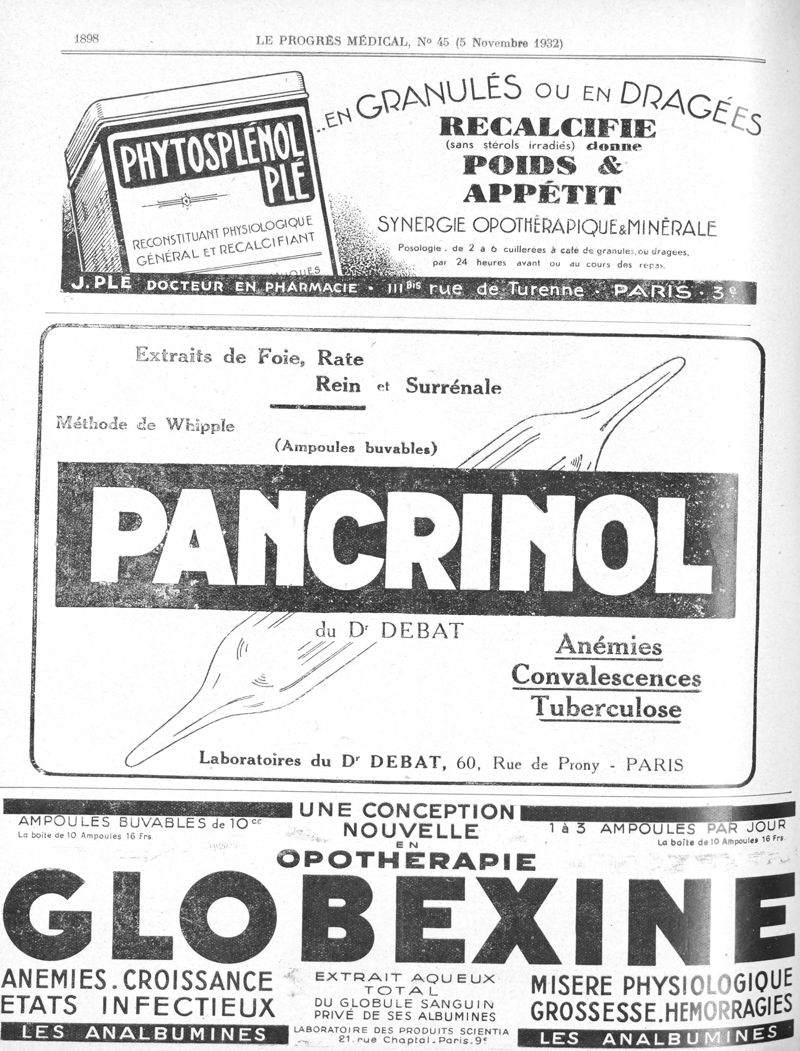 1898
LE PROGRÈS MÉDICAL, No 45 (5 Novembre 1932)
...EN GRANULÉS OU EN DRAGÉES
PHYTOSPLÉNOL
PLÉ
RECONSTITUANT PHYSIOLOGIQUE
GÉNÉRAL ET RECALCIFIANT
RECALCIFIE
(sans stérols irradiés) donne
POIDS &
APPÉTIT
SYNERGIE OPOTHÉRAPIQUE & MINÉRALE
Posologie. de 2 à 6 cuillerées à café de granules, ou dragees,
par 24 heures avant ou au cours des repas.
J. PLÉ DOCTEUR EN PHARMACIE • 111 Bis rue de Turenne • PARIS • 3e
Extraits de Foie, Rate
Rein et Surrénale
Méthode de Whipple
(Ampoules buvables)
PANCRINOL
du Dr DEBAT
Anémies
Convalescences
Tuberculose
Laboratoires du Dr DEBAT, 60, Rue de Prony - PARIS
AMPOULES BUVABLES de 10cc
La boîte de 10 Ampoules 16 Frs.
UNE CONCEPTION
NOUVELLE
EN
OPOTHERAPIE
1 à 3 AMPOULES PAR JOUR
La boîte de 10 Ampoules 16 Frs.
GLOBEXINE
ANEMIES. CROISSANCE
ETATS INFECTIEUX
LES ANALBUMINES
EXTRAIT AQUEUX
TOTAL
DU GLOBULE SANGUIN
PRIVÉ DE SES ALBUMINES
LABORATOIRE DES PRODUITS SCIENTIA
21. rue Chaptal. Paris. 9e
MISERE PHYSIOLOGIQUE
GROSSESSE. HEMORRAGIES
LES ANALBUMINES